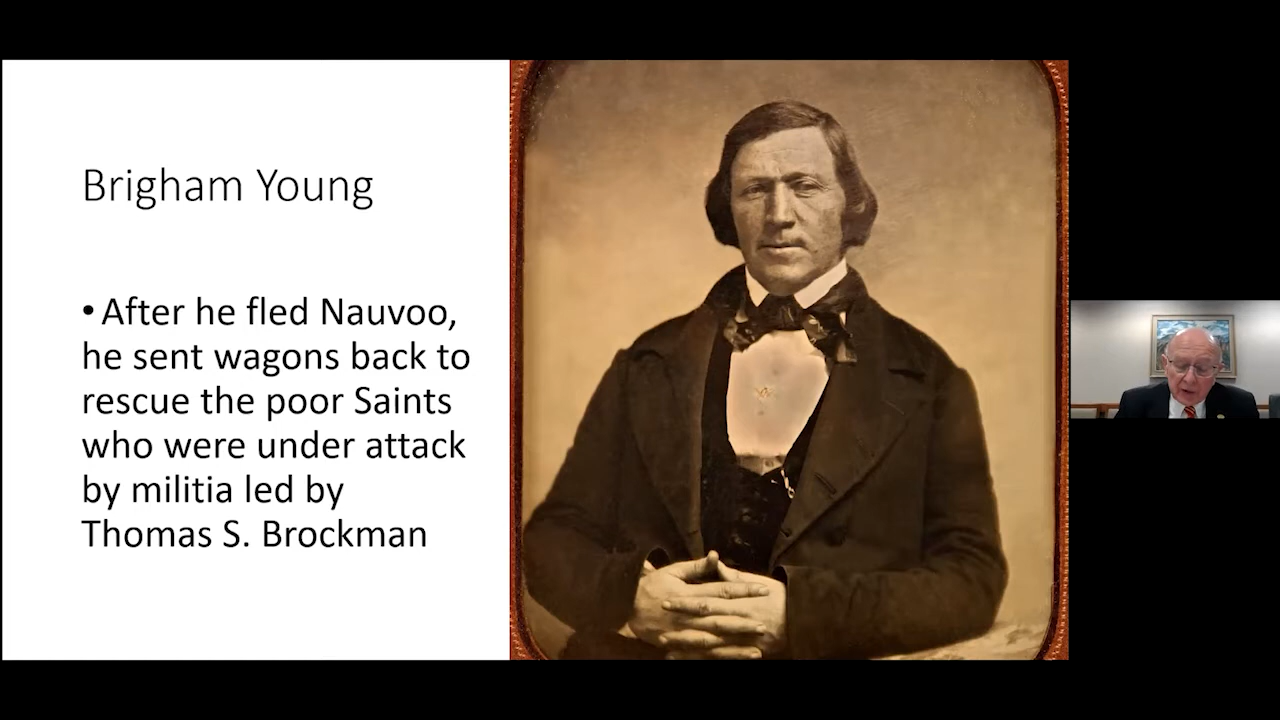 Brigham Young
• After he fled Nauvoo,
he sent wagons back to
rescue the poor Saints
who were under attack
by militia led by
Thomas S. Brockman